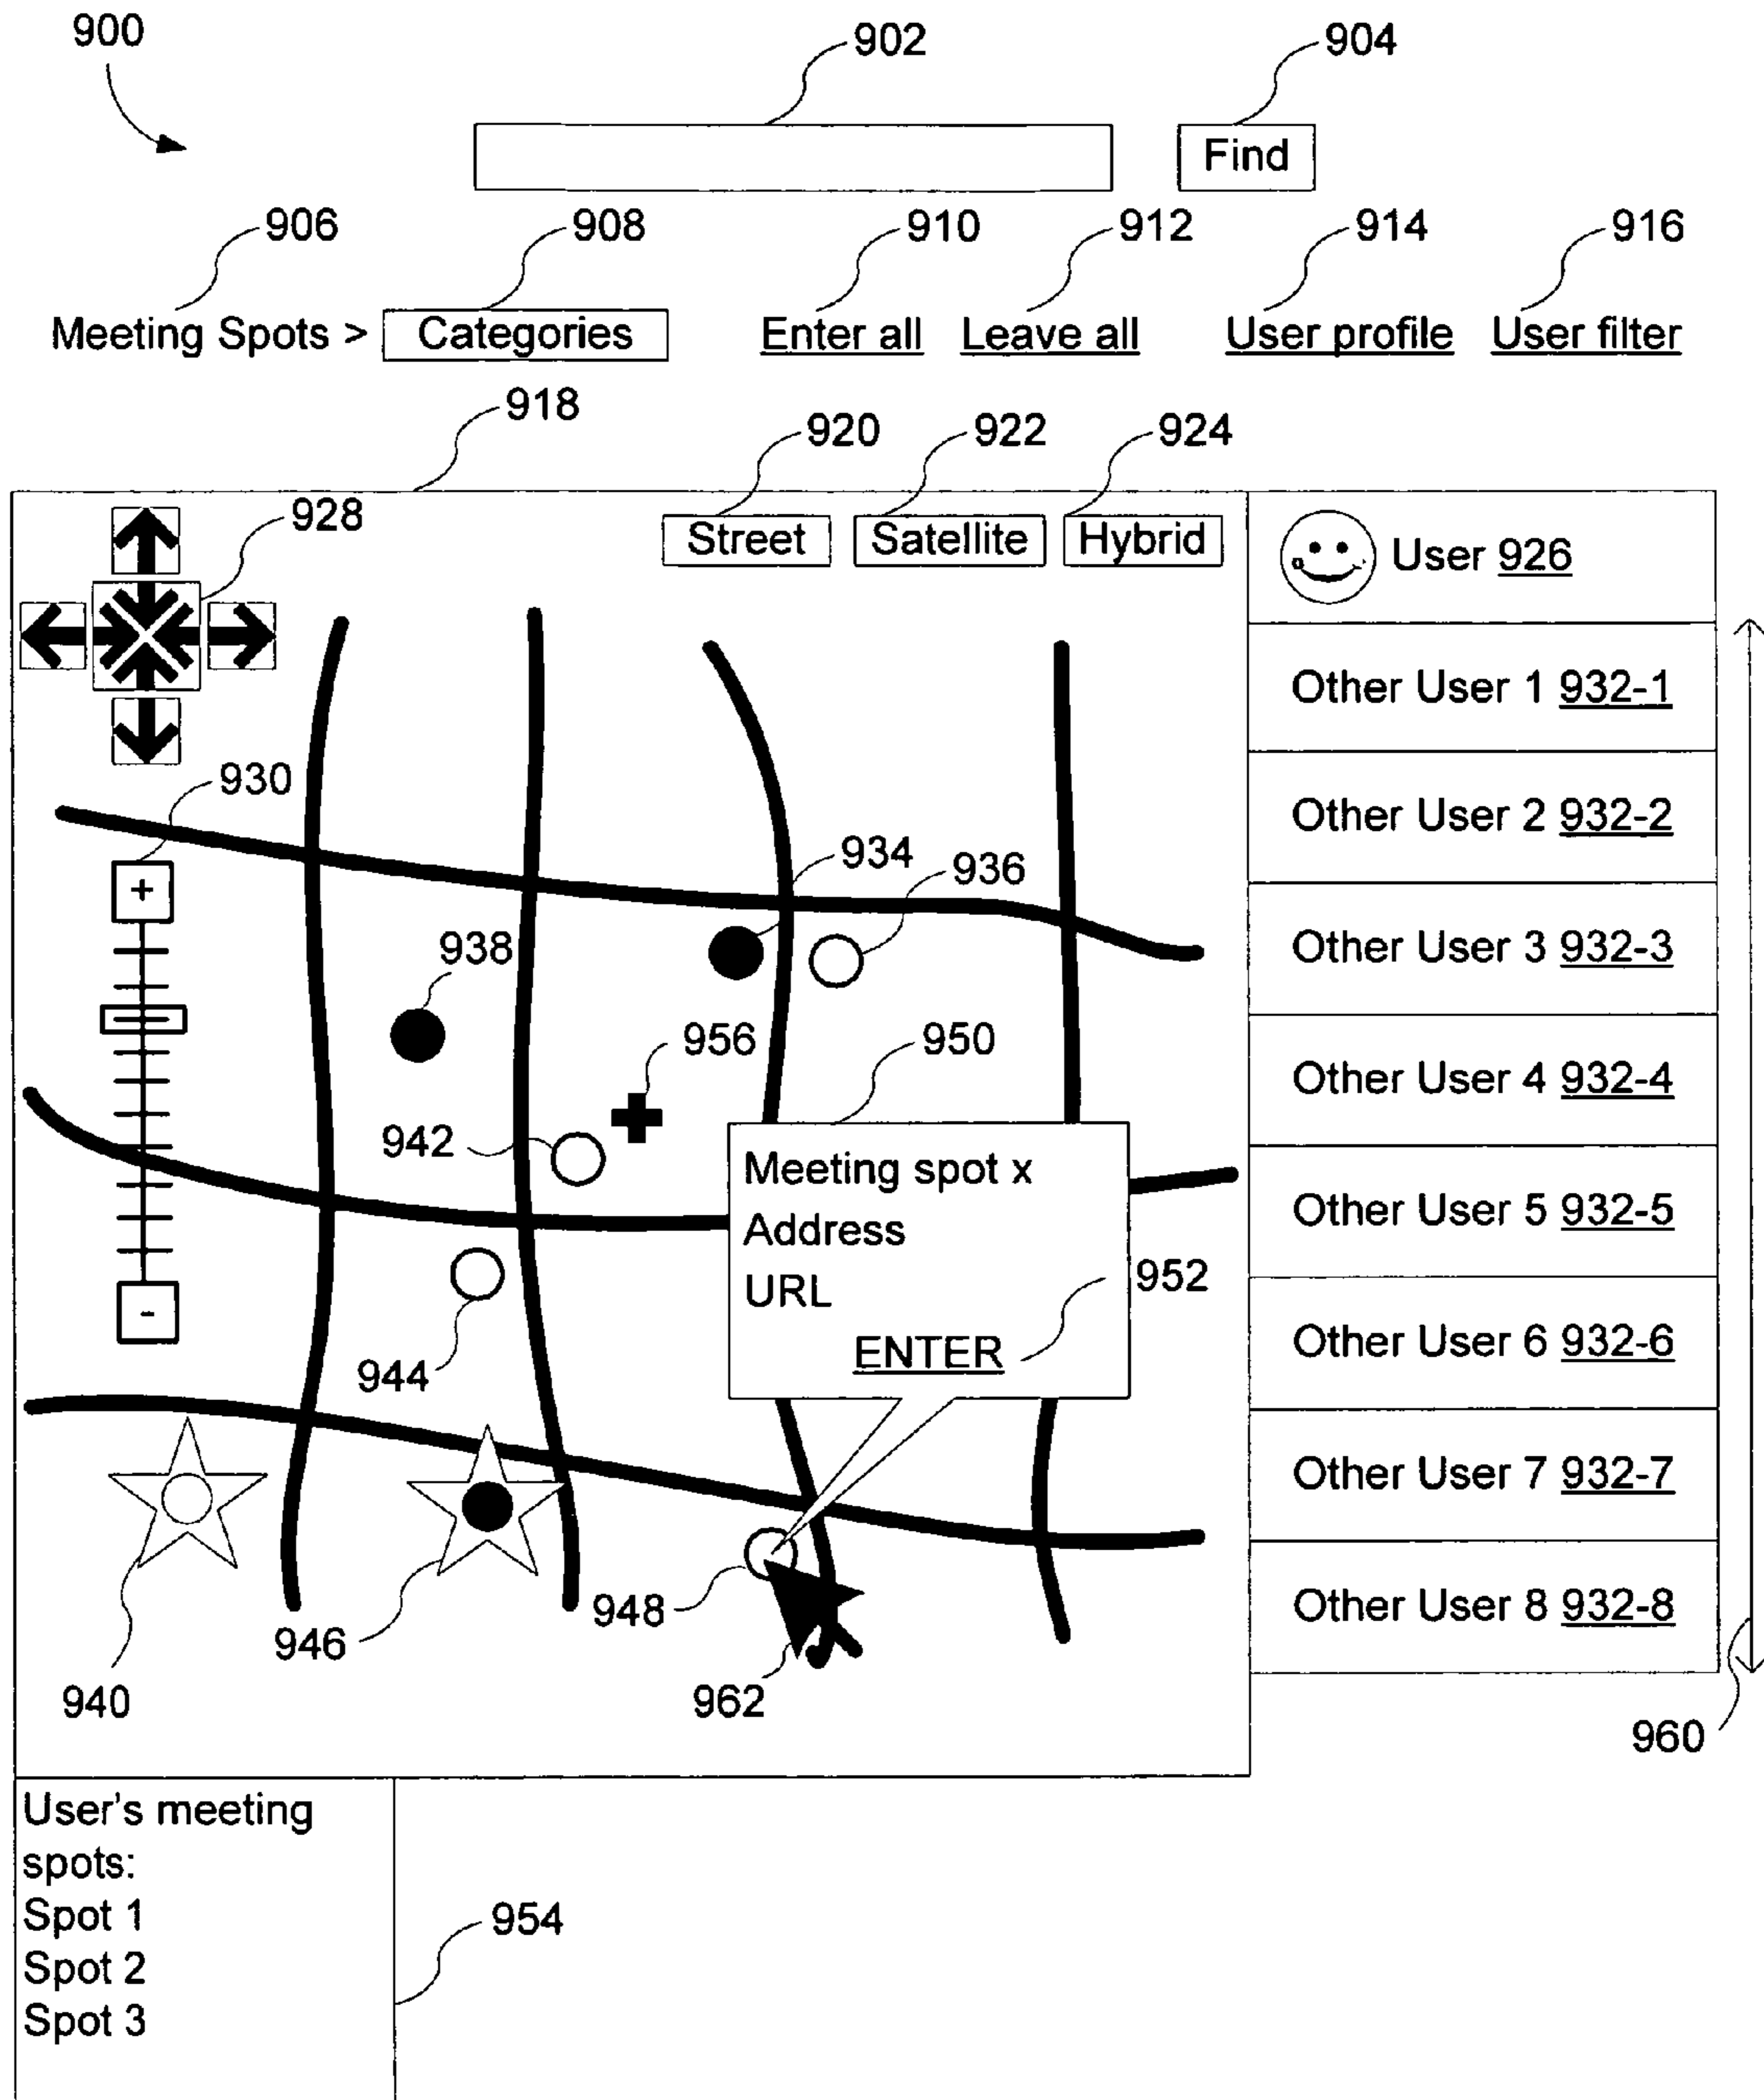 900
902
904
Find
906
908
910
912
914
916
Meeting Spots > Categories Enter all Leave all User profile User filter
918
920
922
924
928
Street Satellite Hybrid
User 926
Other User 1 932-1
930
Other User 2 932-2
+
934
936
938
Other User 3 932-3
956
950
Other User 4 932-4
942
Meeting spot x
Address
URL
952
ENTER
Other User 5 932-5
-
944
Other User 6 932-6
Other User 7 932-7
948
Other User 8 932-8
946
940
962
960
User's meeting
spots:
Spot 1
954
Spot 2
Spot 3